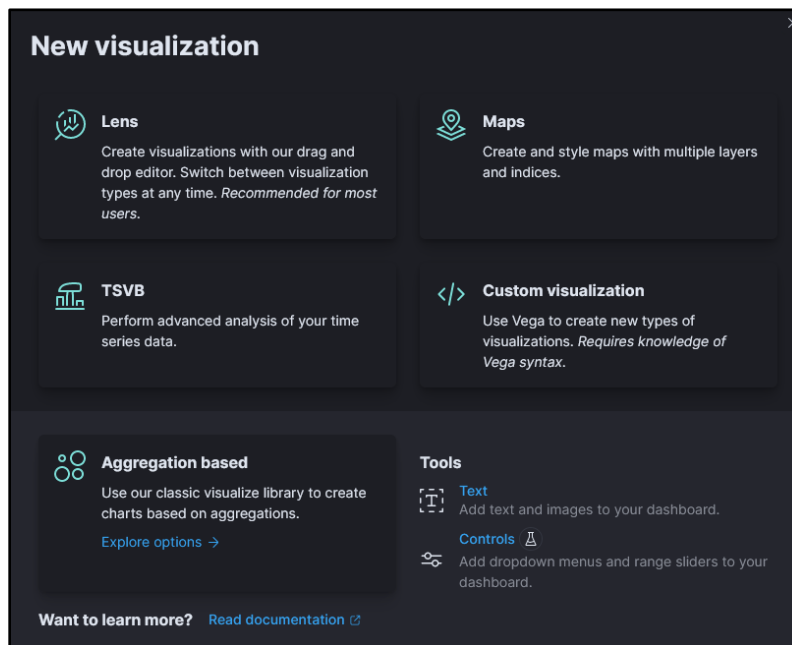 New visualization
Lens
Create visualizations with our drag and
drop editor. Switch between visualization
types at any time. Recommended for most
users.
Maps
Create and style maps with multiple layers
and indices.
TSVB
Perform advanced analysis of your time
series data.
Custom visualization
Use Vega to create new types of
visualizations. Requires knowledge of
Vega syntax.
Aggregation based
Use our classic visualize library to create
charts based on aggregations.
Explore options →
Tools
Text
Add text and images to your dashboard.
Controls
Add dropdown menus and range sliders to your
dashboard.
Want to learn more? Read documentation